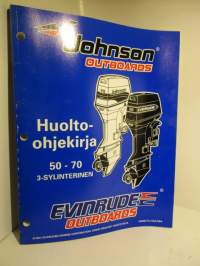 Johnson
OUTBOARDS
Huolto-
ohjekirja
50 - 70
3-SYLINTERINEN
EVINRUDE
OUTBOARDS